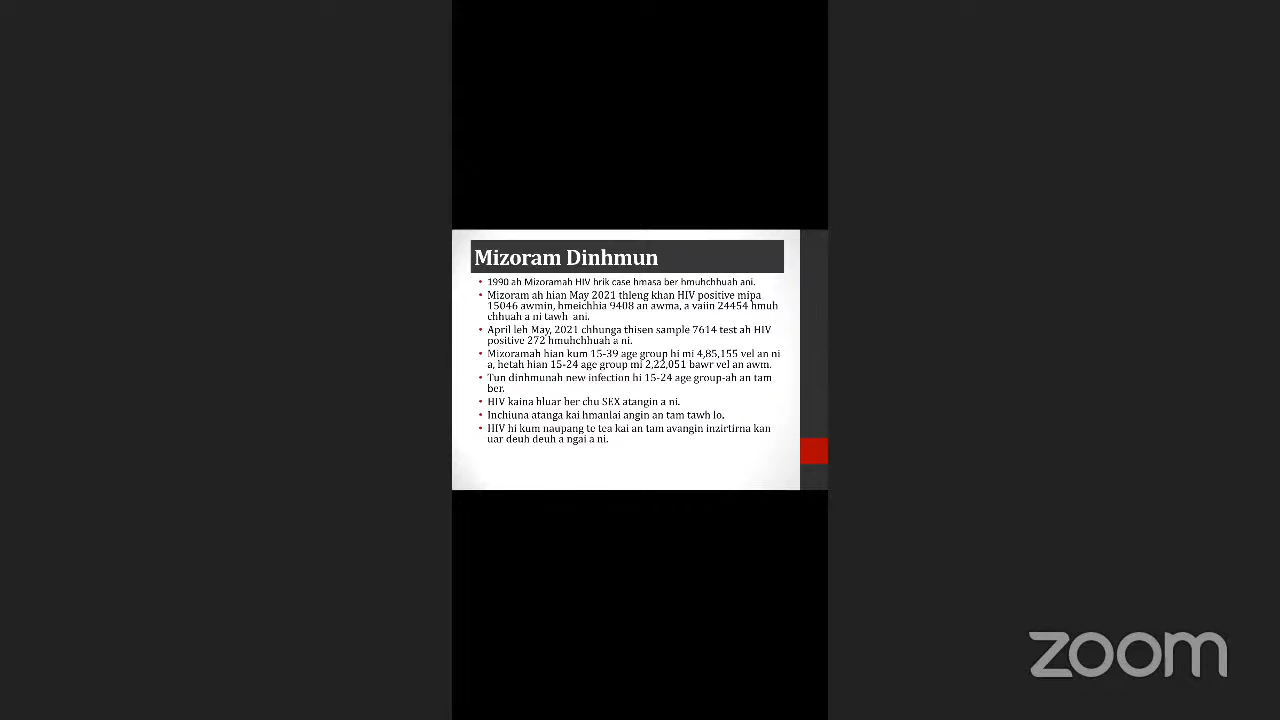 Mizoram Dinhmun
• 1990 ah Mizoramah HIV hrik case hmasa ber hmuhchhuah ani.
• Mizoram ah hian May 2021 thleng khan HIV positive mipa
15046 awmin, hmeichhia 9408 an awma, a vaiin 24454 hmuh
chhuah a ni tawh ani.
• April leh May, 2021 chhunga thisen sample 7614 test ah HIV
positive 272 hmuhchhuah a ni.
• Mizoramah hian kum 15-39 age group hi mi 4,85,155 vel an ni
a, hetah hian 15-24 age group mi 2,22,051 bawr vel an awm.
• Tun dinhmunah new infection hi 15-24 age group-ah an tam
ber.
• HIV kaina hluar ber chu SEX atangin a ni.
• Inchiuna atanga kai hmanlai angin an tam tawh lo.
• HIV hi kum naupang te tea kai an tam avangin inzirtirna kan
uar deuh deuh a ngai a ni.
zoom